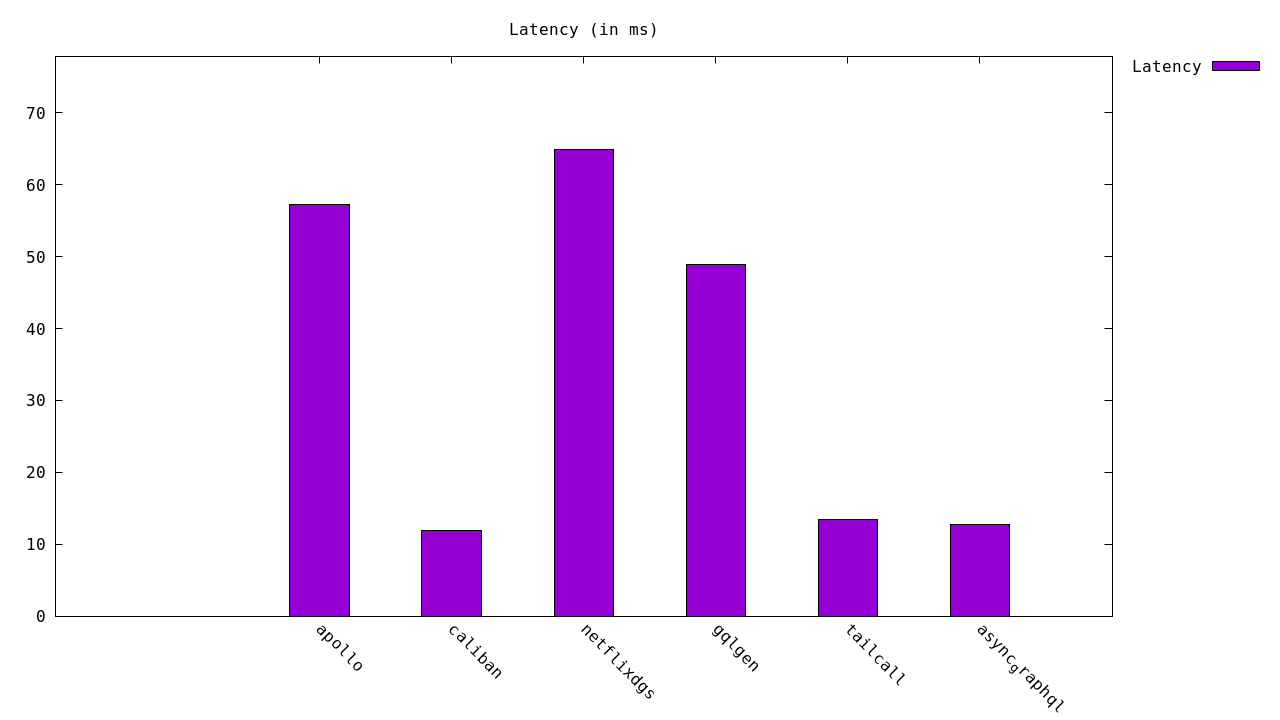 Latency (in ms)
Latency
70
60
50
40
30
20
10
0
apollo
caliban
netflixdgs
gqlgen
tailcall
asyncgraphql